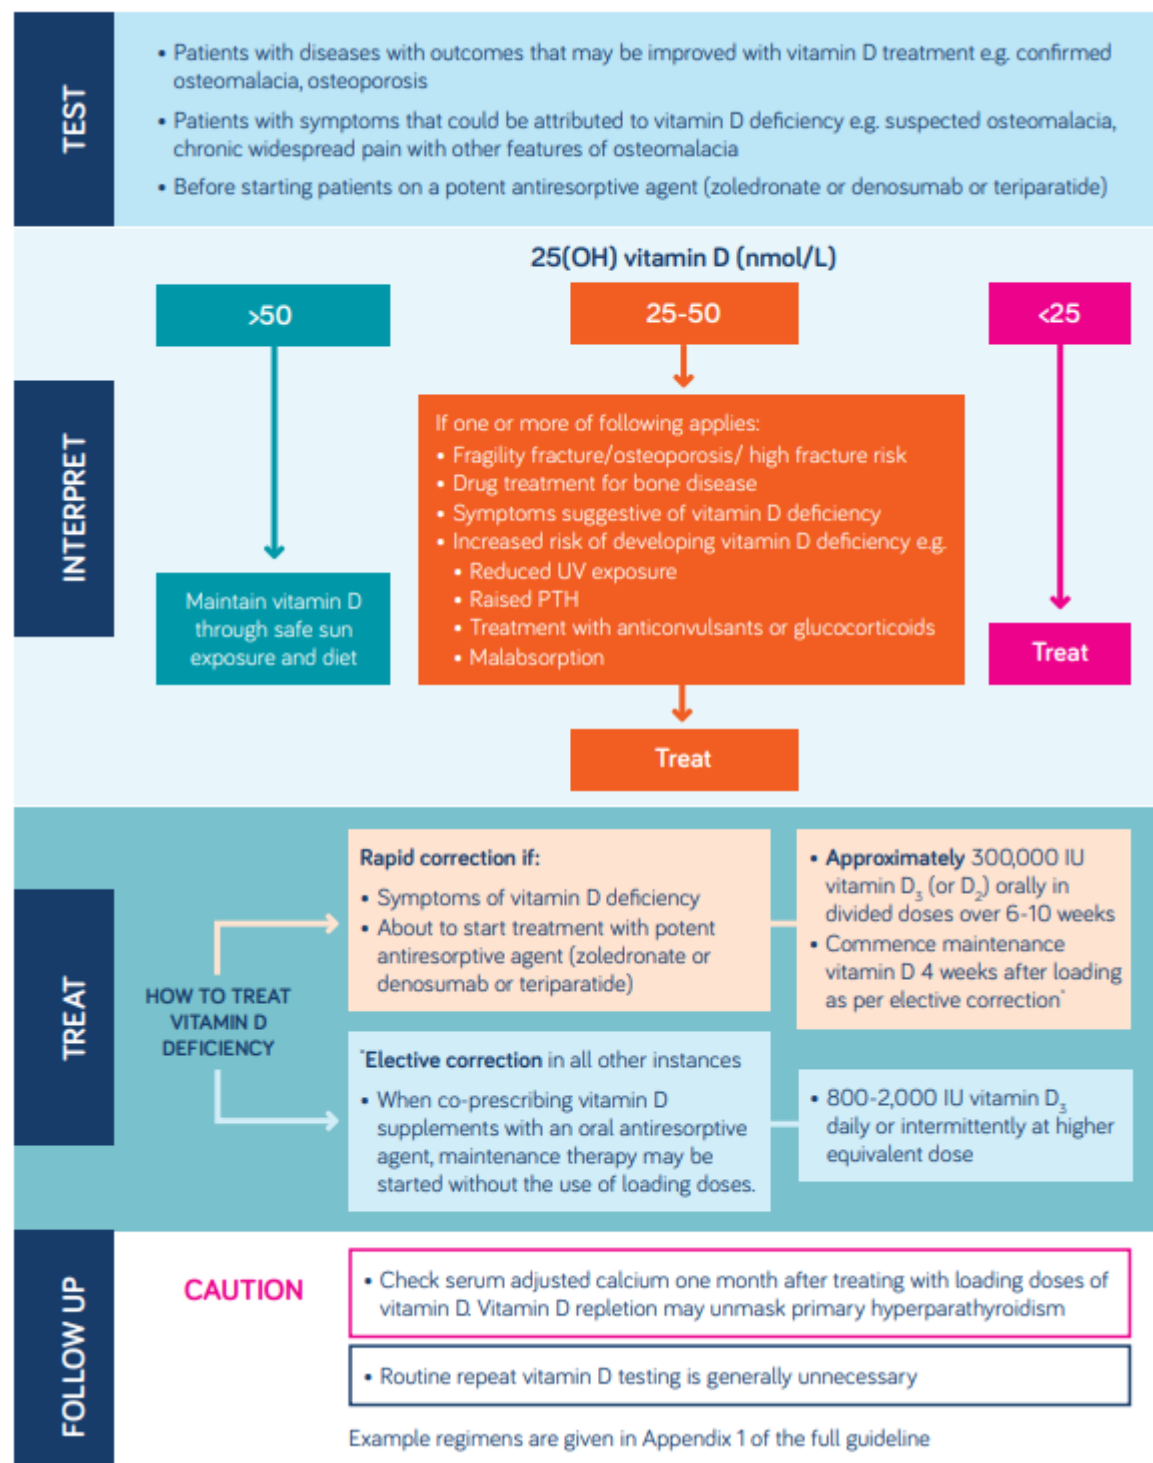 TEST
• Patients with diseases with outcomes that may be improved with vitamin D treatment e.g. confirmed
osteomalacia, osteoporosis
• Patients with symptoms that could be attributed to vitamin D deficiency e.g. suspected osteomalacia,
chronic widespread pain with other features of osteomalacia
• Before starting patients on a potent antiresorptive agent (zoledronate or denosumab or teriparatide)
INTERPRET
25(OH) vitamin D (nmol/L)
>50
25-50
<25
Maintain vitamin D
through safe sun
exposure and diet
If one or more of following applies:
• Fragility fracture/osteoporosis/ high fracture risk
• Drug treatment for bone disease
• Symptoms suggestive of vitamin D deficiency
• Increased risk of developing vitamin D deficiency e.g.
• Reduced UV exposure
• Raised PTH
• Treatment with anticonvulsants or glucocorticoids
• Malabsorption
Treat
Treat
TREAT
HOW TO TREAT
VITAMIN D
DEFICIENCY
Rapid correction if:
• Symptoms of vitamin D deficiency
• About to start treatment with potent
antiresorptive agent (zoledronate or
denosumab or teriparatide)
• Approximately 300,000 IU
vitamin D₃ (or D₂) orally in
divided doses over 6-10 weeks
• Commence maintenance
vitamin D 4 weeks after loading
as per elective correction*
*Elective correction in all other instances
• When co-prescribing vitamin D
supplements with an oral antiresorptive
agent, maintenance therapy may be
started without the use of loading doses.
• 800-2,000 IU vitamin D₃
daily or intermittently at higher
equivalent dose
FOLLOW UP
CAUTION
• Check serum adjusted calcium one month after treating with loading doses of
vitamin D. Vitamin D repletion may unmask primary hyperparathyroidism
• Routine repeat vitamin D testing is generally unnecessary
Example regimens are given in Appendix 1 of the full guideline